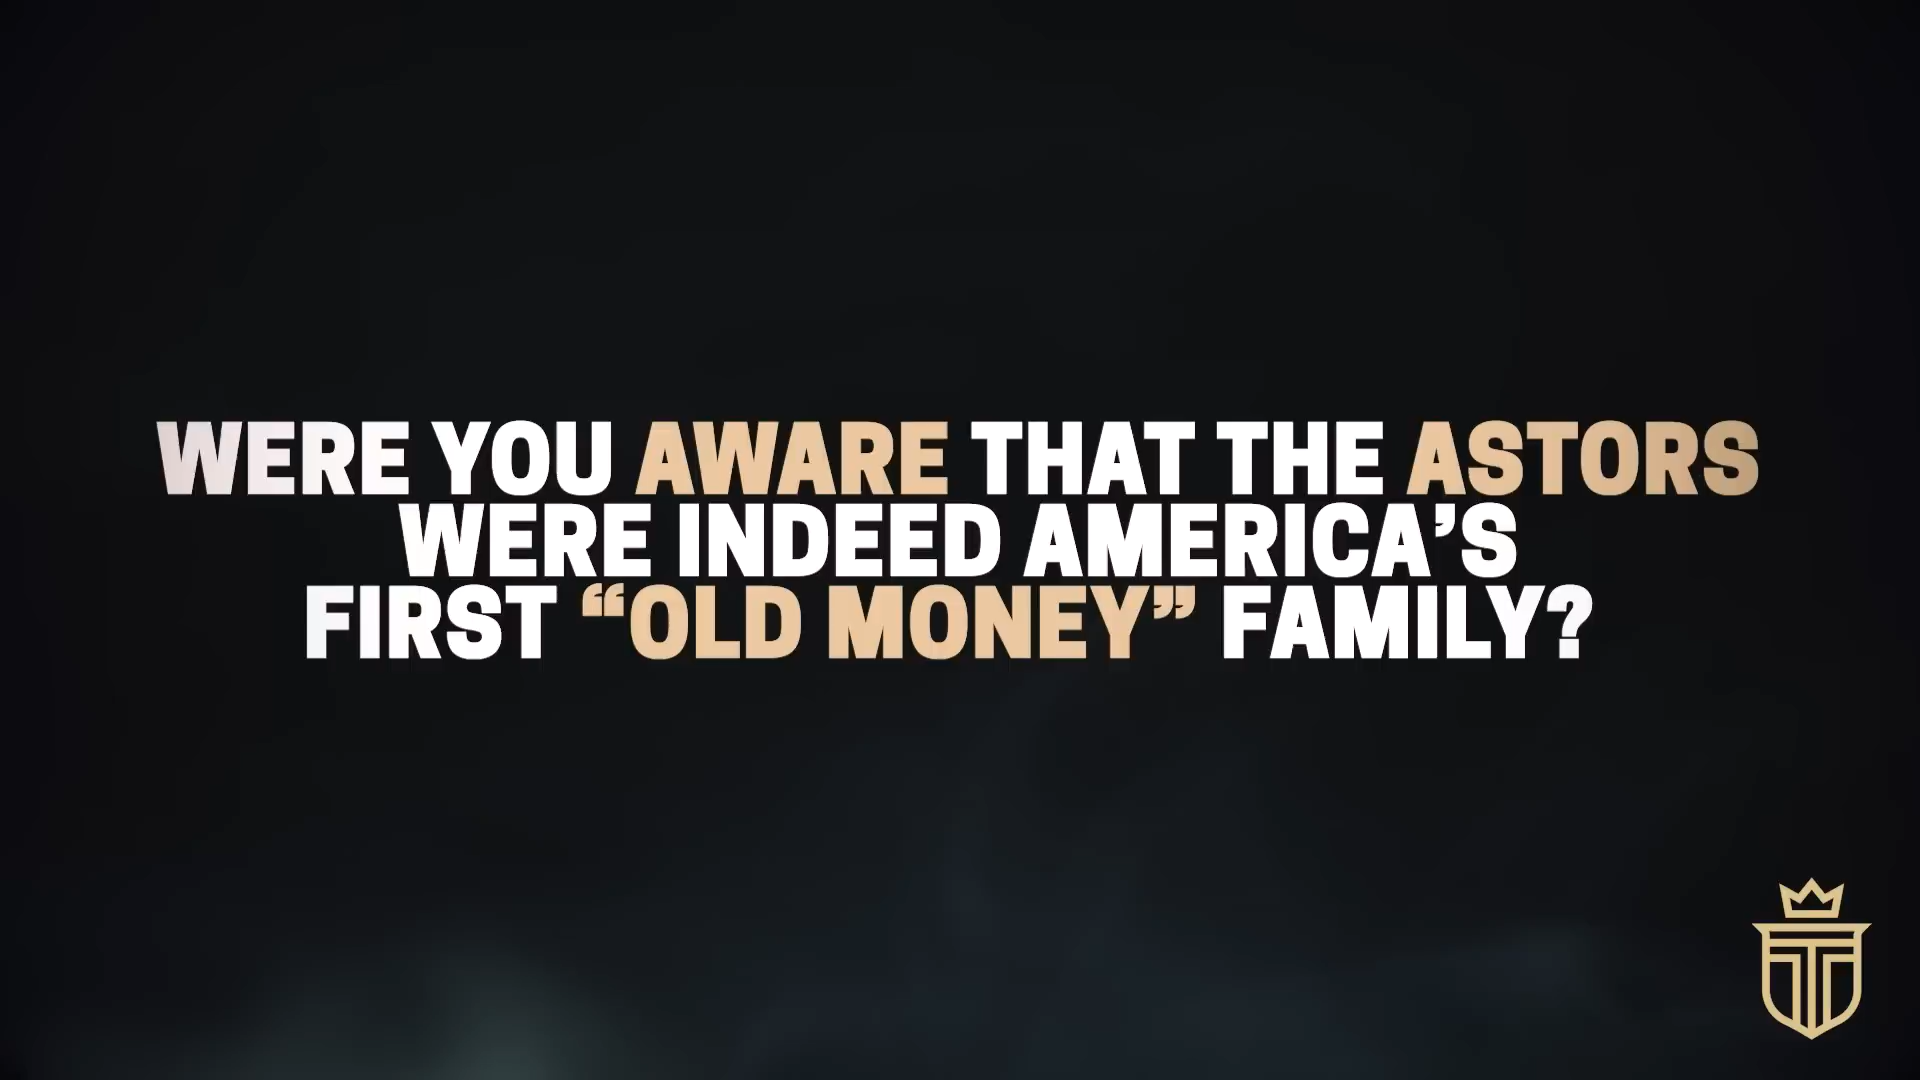 WERE YOU AWARE THAT THE ASTORS
WERE INDEED AMERICA’S
FIRST “OLD MONEY” FAMILY?